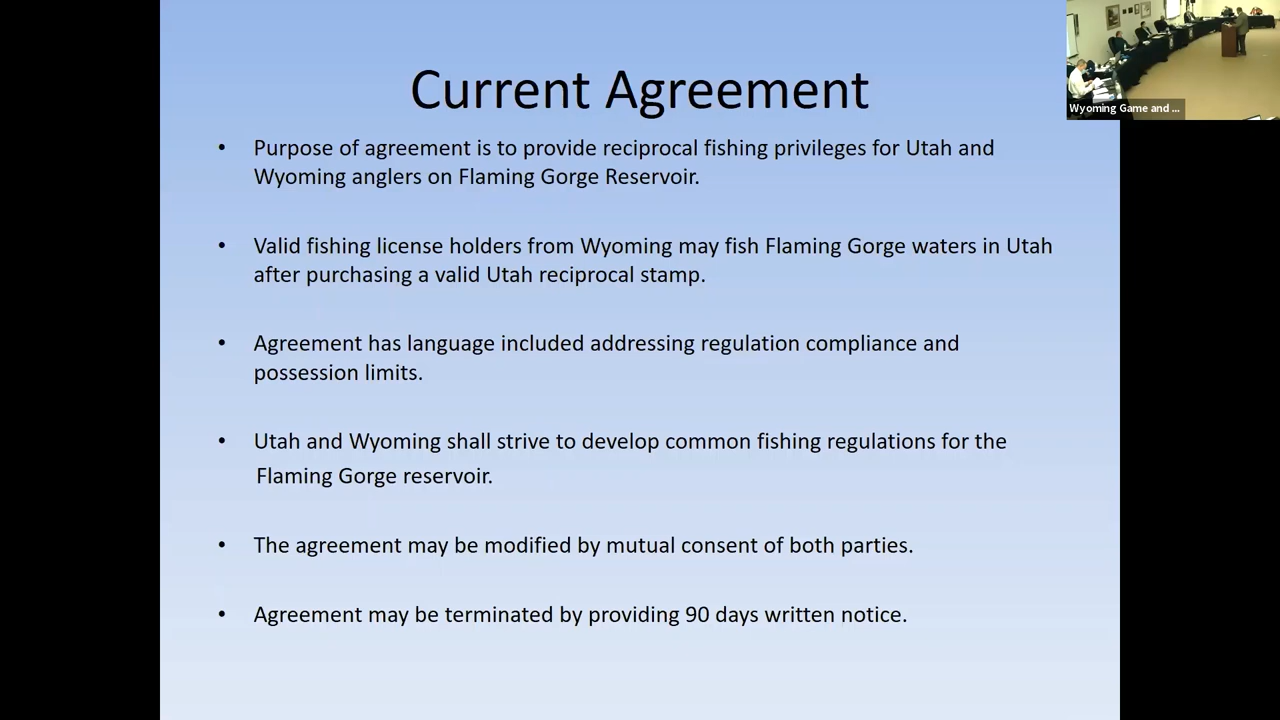 Current Agreement
• Purpose of agreement is to provide reciprocal fishing privileges for Utah and
Wyoming anglers on Flaming Gorge Reservoir.
• Valid fishing license holders from Wyoming may fish Flaming Gorge waters in Utah
after purchasing a valid Utah reciprocal stamp.
• Agreement has language included addressing regulation compliance and
possession limits.
• Utah and Wyoming shall strive to develop common fishing regulations for the
Flaming Gorge reservoir.
• The agreement may be modified by mutual consent of both parties.
• Agreement may be terminated by providing 90 days written notice.
Wyoming Game and ...